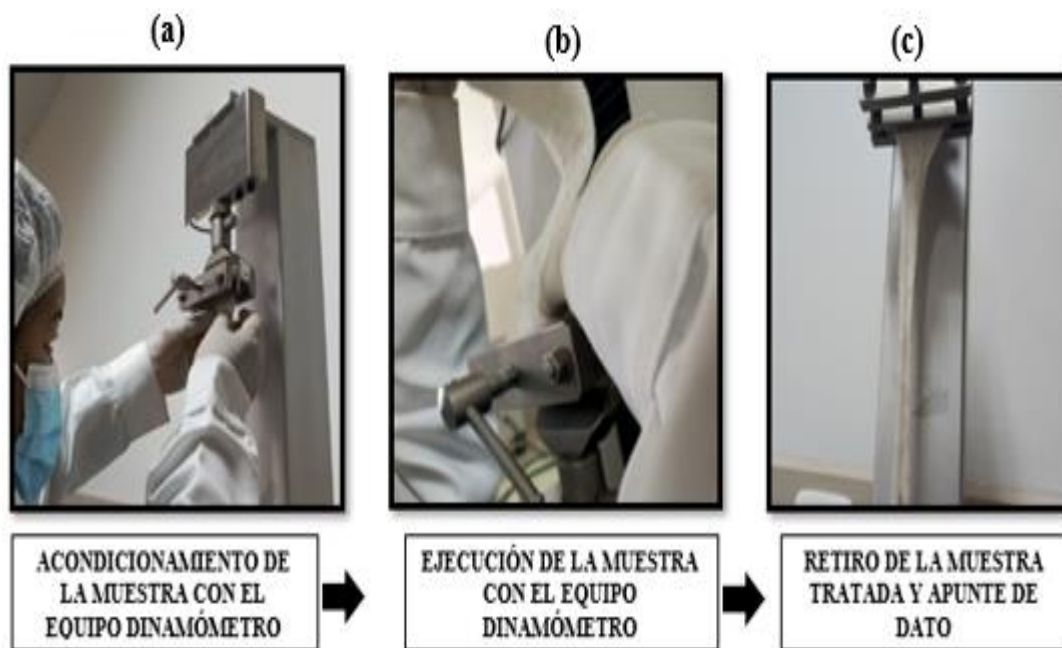 (a)
(b)
(c)
ACONDICIONAMIENTO DE
LA MUESTRA CON EL
EQUIPO DINAMÓMETRO
EJECUCIÓN DE LA MUESTRA
CON EL EQUIPO
DINAMÓMETRO
RETIRO DE LA MUESTRA
TRATADA Y APUNTE DE
DATO